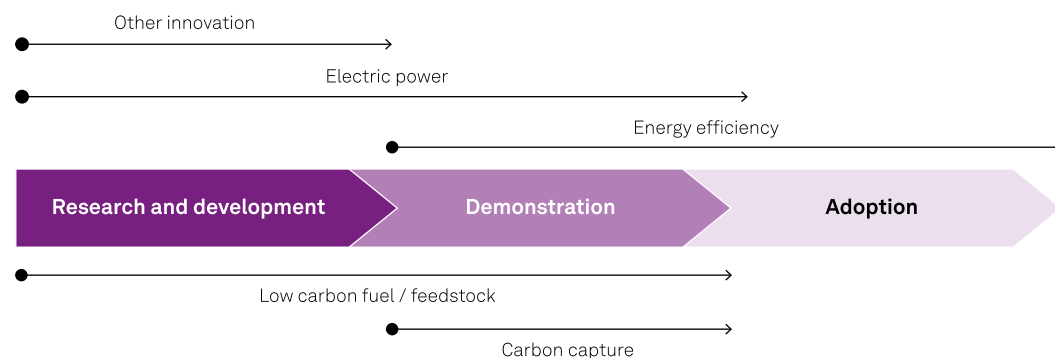 Other innovation
Electric power
Energy efficiency
Research and development
Demonstration
Adoption
Low carbon fuel / feedstock
Carbon capture